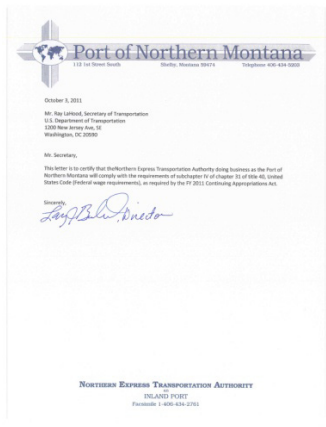 Port of Northern Montana
118 1st Street South Shelby, Montana 59474 Telephone 406-434-5203
October 3, 2011
Mr. Ray LaHood, Secretary of Transportation
U.S. Department of Transportation
1200 New Jersey Ave, SE
Washington, DC 20590
Mr. Secretary,
This letter is to certify that theNorthern Express Transportation Authority doing business as the Port of
Northern Montana will comply with the requirements of subchapter IV of chapter 31 of title 40, United
States Code (Federal wage requirements), as required by the FY 2011 Continuing Appropriations Act.
Sincerely,
Director
Northern Express Transportation Authority
INLAND PORT
Facsimile 1-406-434-2761